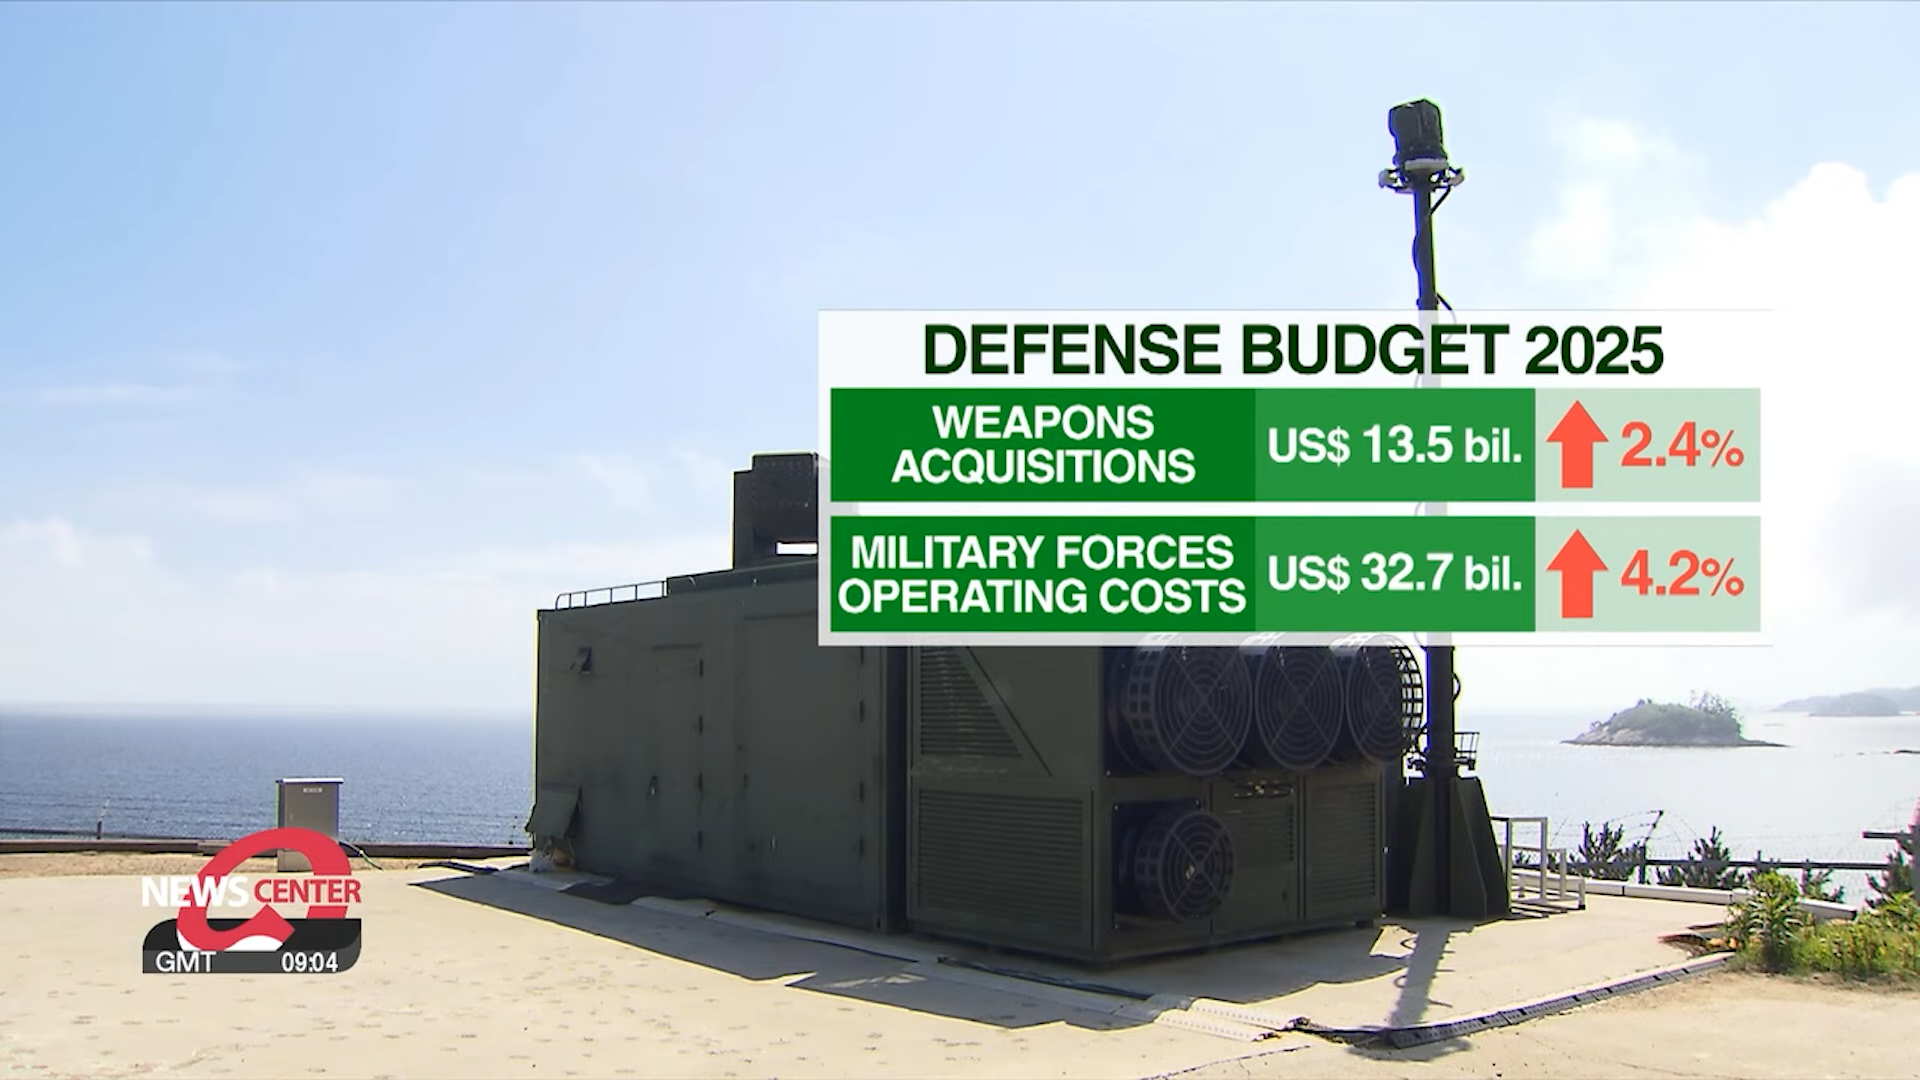 DEFENSE BUDGET 2025
WEAPONS
ACQUISITIONS
US$ 13.5 bil.
2.4%
MILITARY FORCES
OPERATING COSTS
US$ 32.7 bil.
4.2%
NEWS CENTER
GMT 09:04